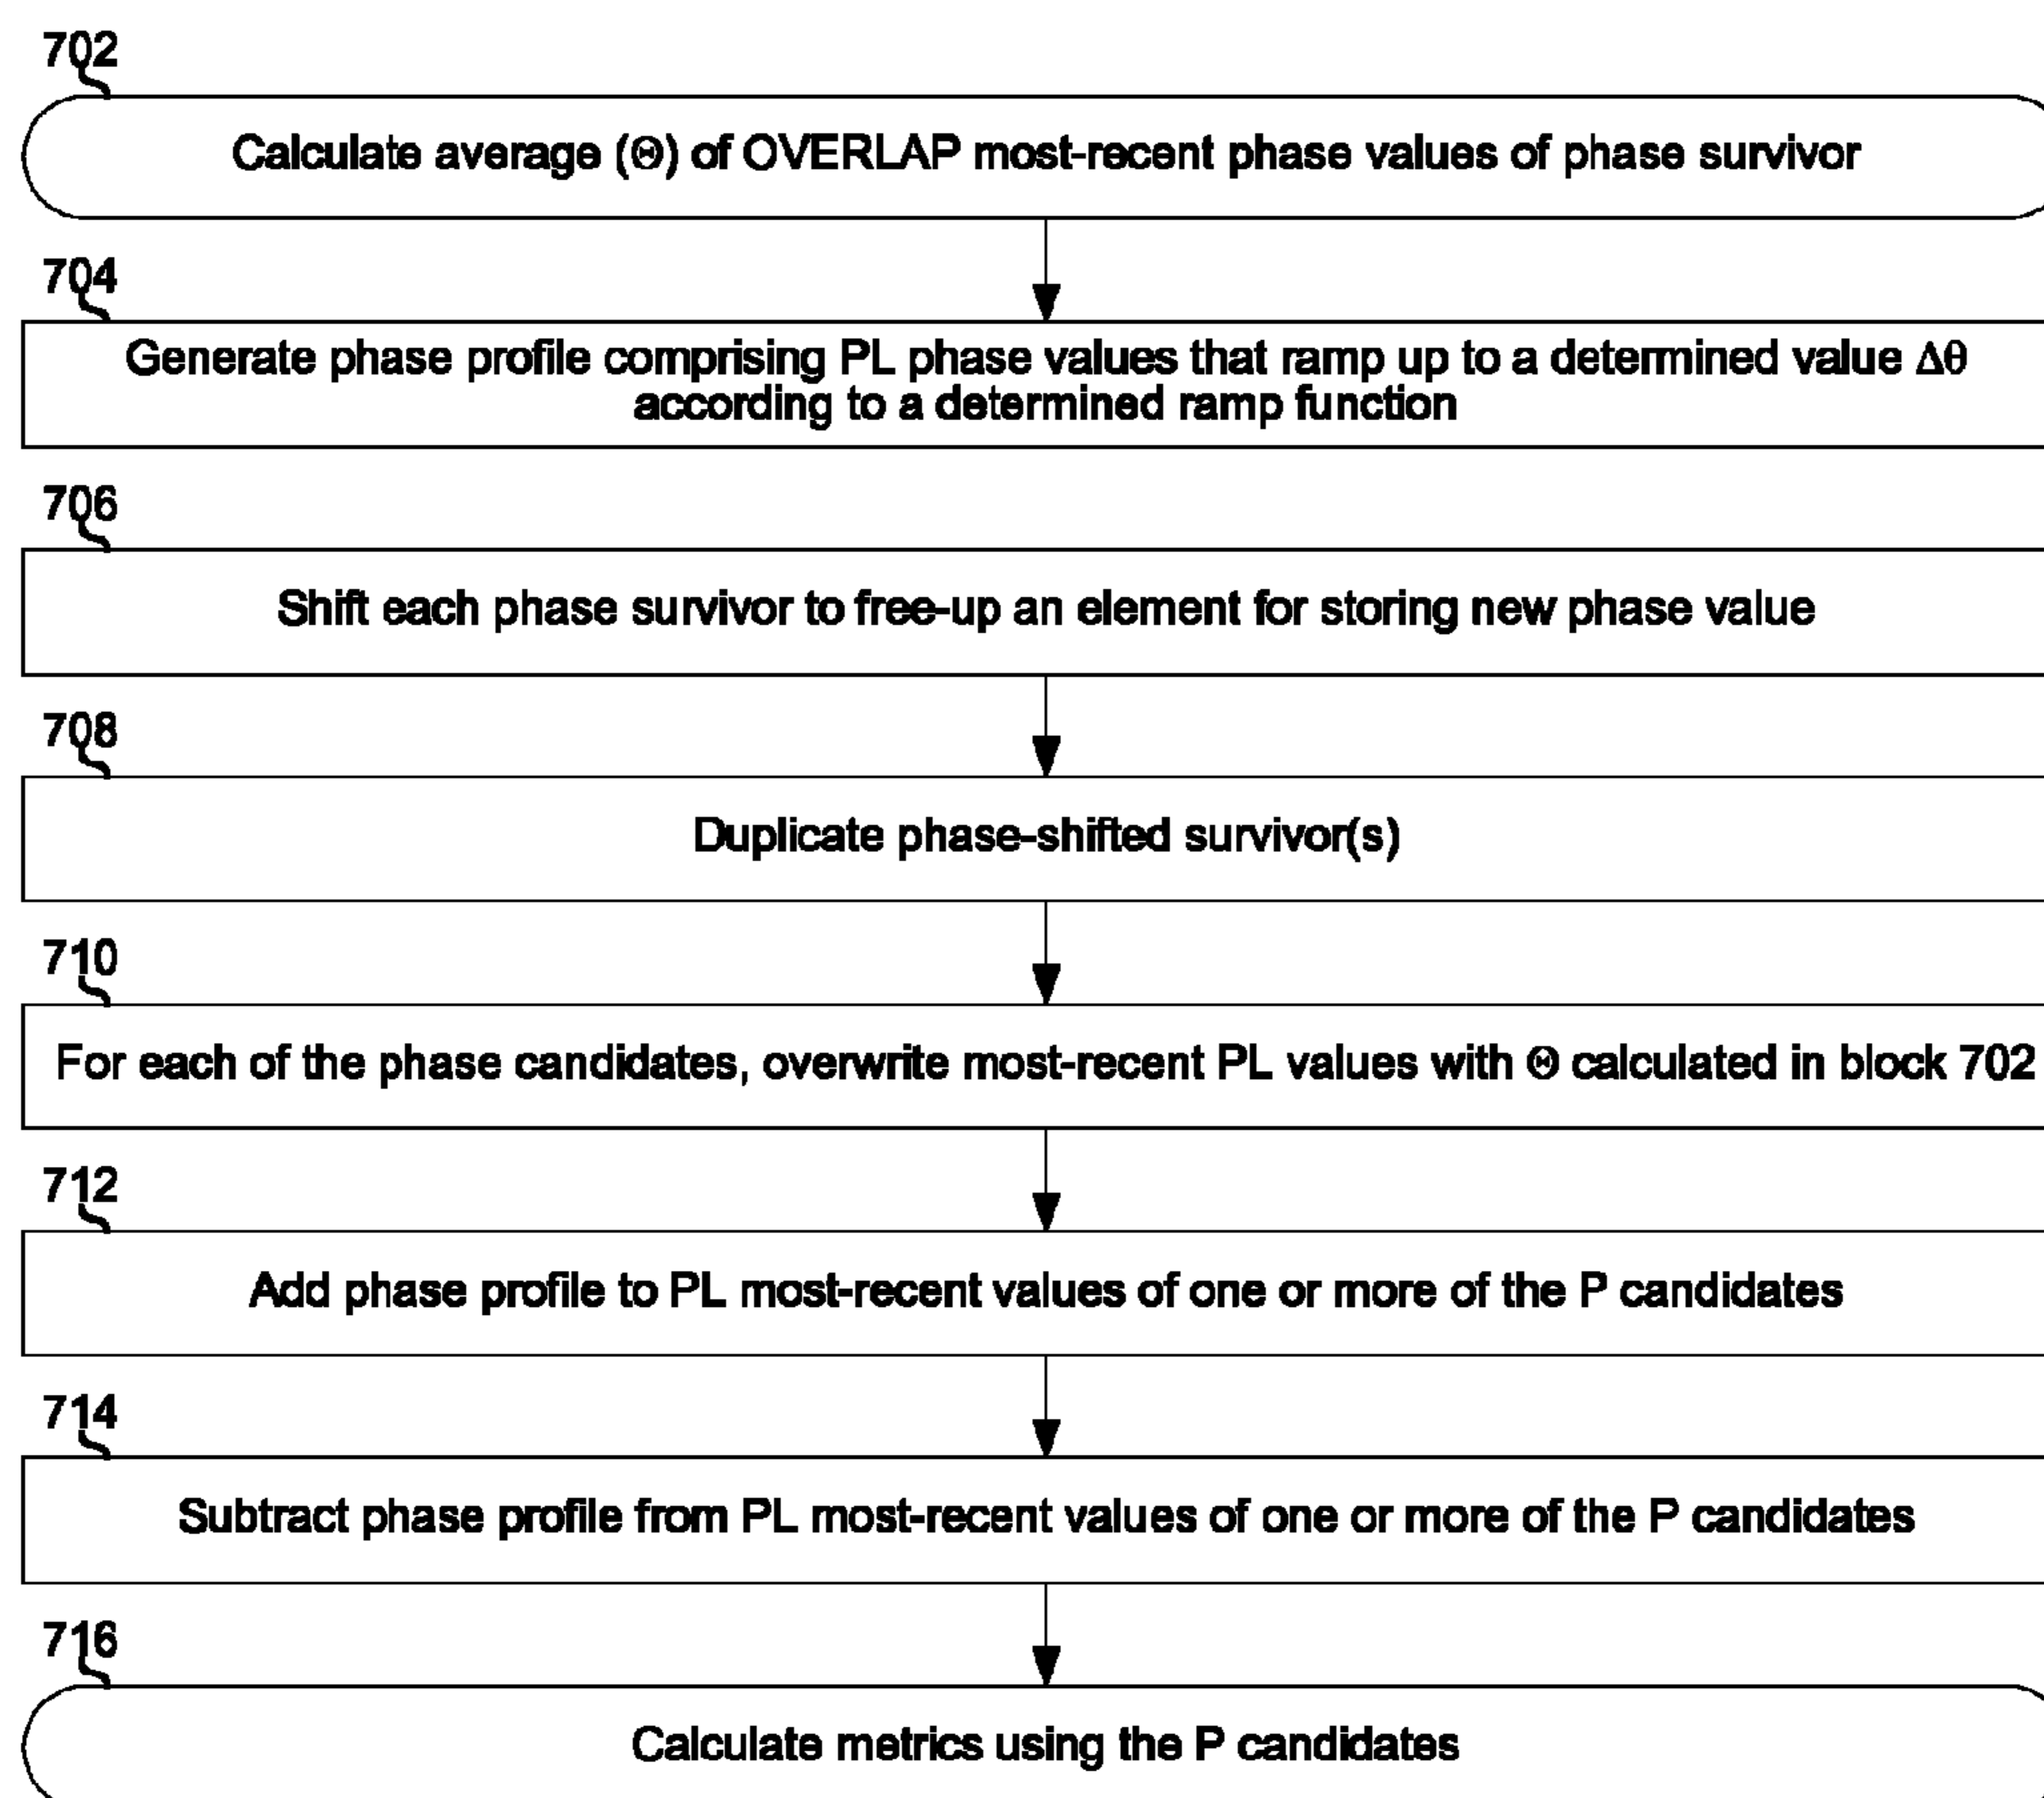 702
Calculate average (Θ) of OVERLAP most-recent phase values of phase survivor
704
Generate phase profile comprising PL phase values that ramp up to a determined value Δθ
according to a determined ramp function
706
Shift each phase survivor to free-up an element for storing new phase value
708
Duplicate phase-shifted survivor(s)
710
For each of the phase candidates, overwrite most-recent PL values with Θ calculated in block 702
712
Add phase profile to PL most-recent values of one or more of the P candidates
714
Subtract phase profile from PL most-recent values of one or more of the P candidates
716
Calculate metrics using the P candidates